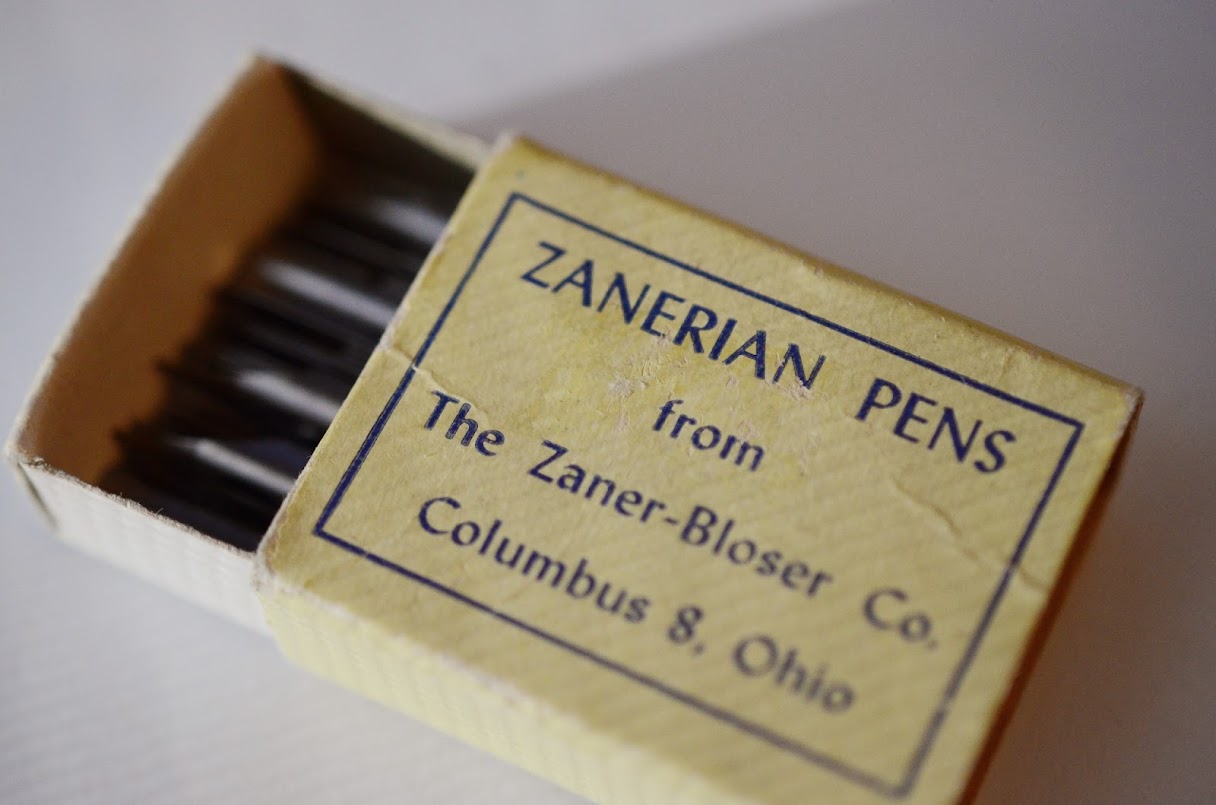 ZANERIAN PENS
from
The Zaner-Bloser Co.
Columbus 8, Ohio